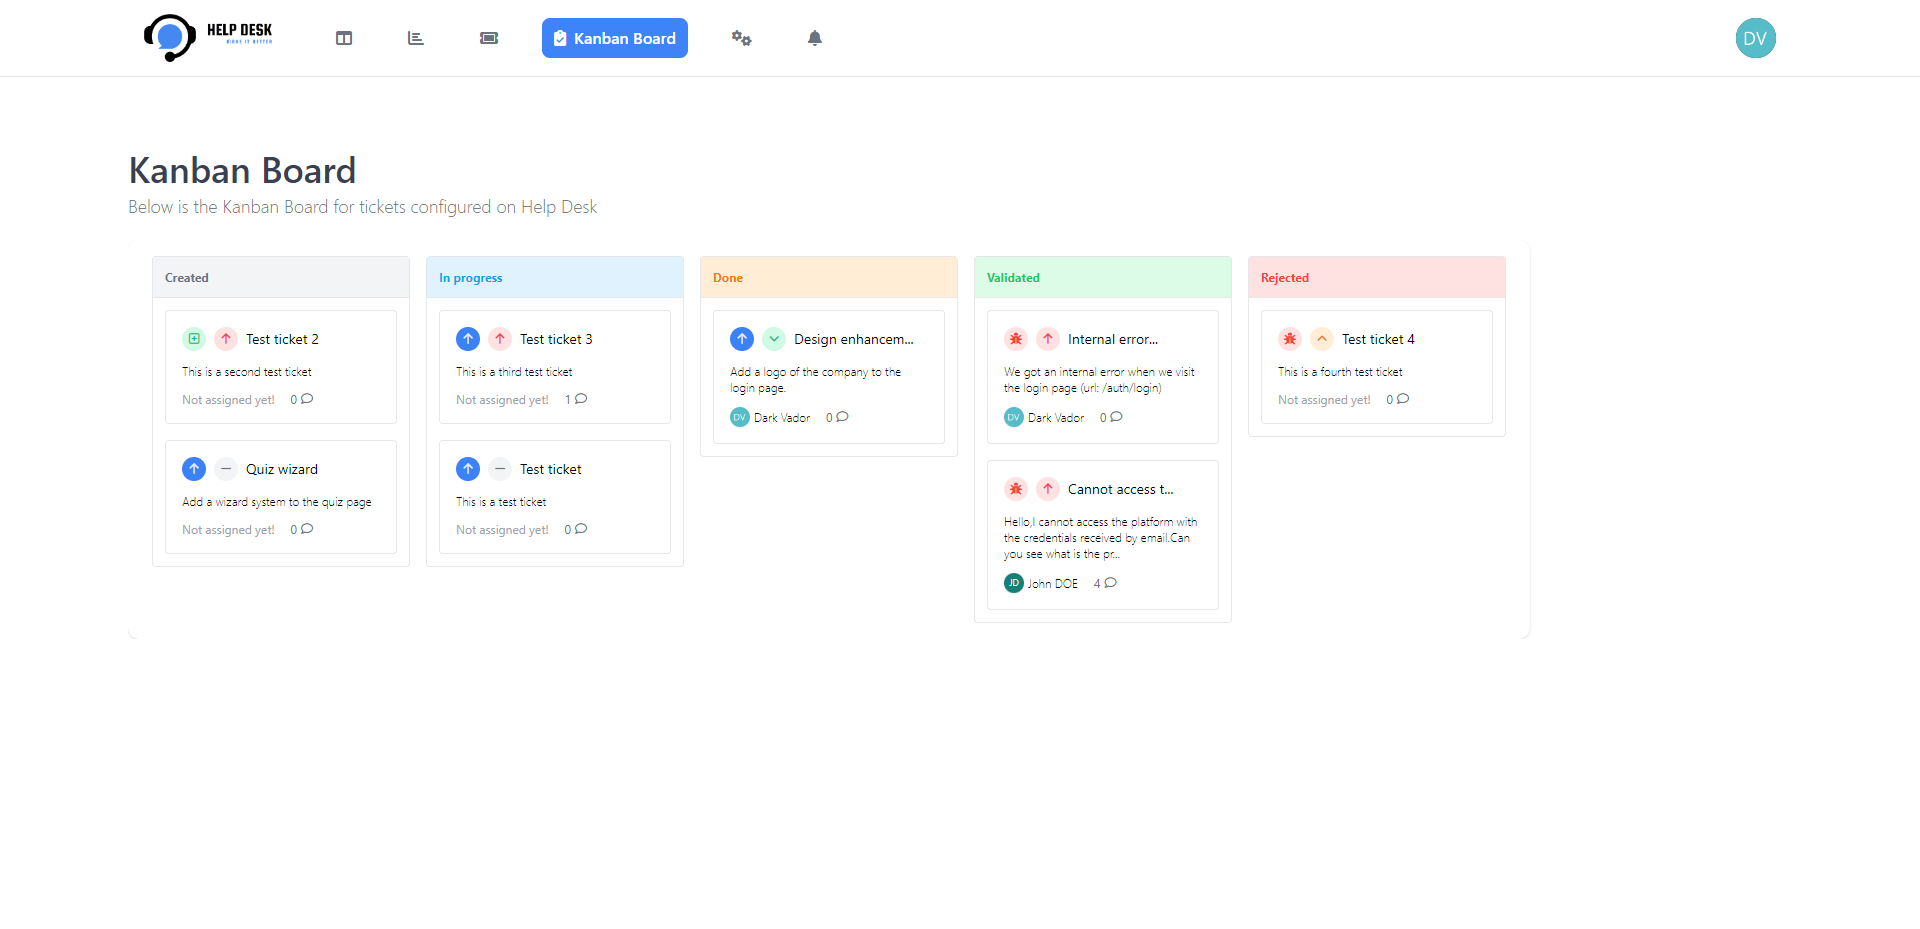 HELP DESK
MAKE IT BETTER
Kanban Board
DV
Kanban Board
Below is the Kanban Board for tickets configured on Help Desk
Created
Test ticket 2
This is a second test ticket
Not assigned yet! 0
Quiz wizard
Add a wizard system to the quiz page
Not assigned yet! 0
In progress
Test ticket 3
This is a third test ticket
Not assigned yet! 1
Test ticket
This is a test ticket
Not assigned yet! 0
Done
Design enhancem...
Add a logo of the company to the
login page.
DV Dark Vador 0
Validated
Internal error...
We got an internal error when we visit
the login page (url: /auth/login)
DV Dark Vador 0
Cannot access t...
Hello,I cannot access the platform with
the credentials received by email.Can
you see what is the pr...
JD John DOE 4
Rejected
Test ticket 4
This is a fourth test ticket
Not assigned yet! 0